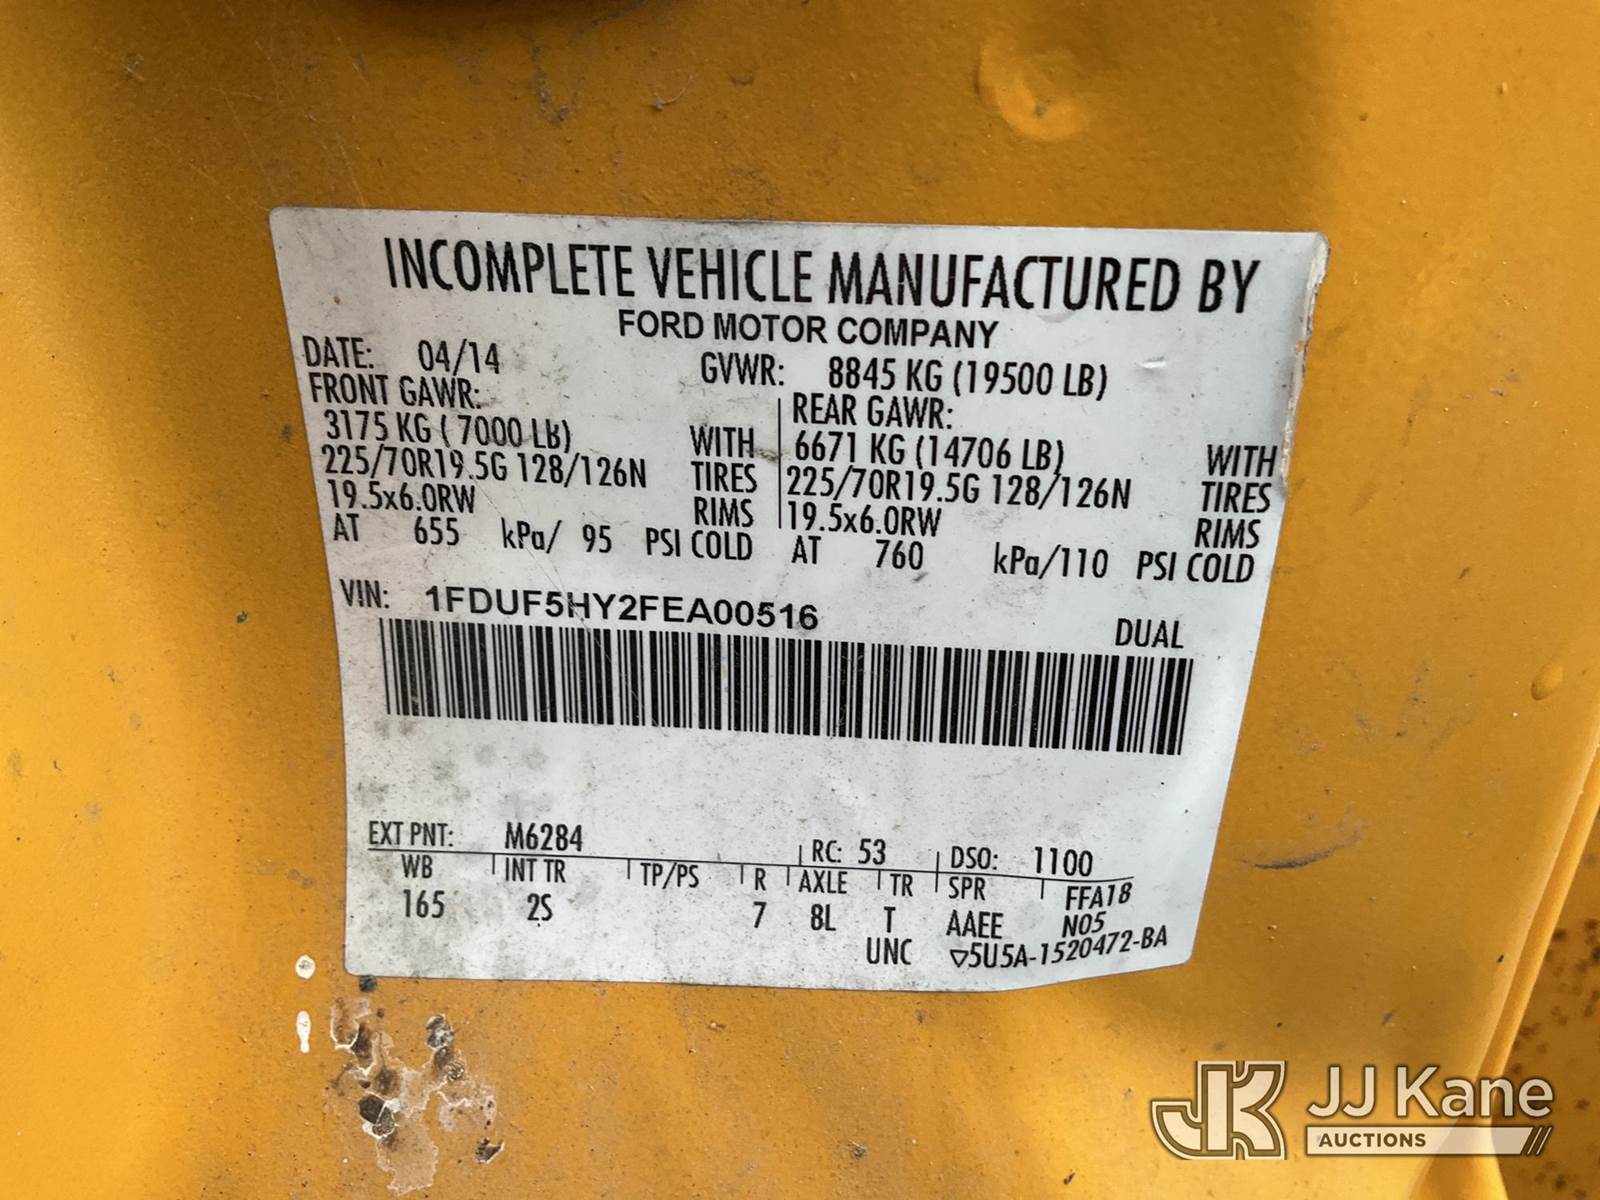 INCOMPLETE VEHICLE MANUFACTURED BY
FORD MOTOR COMPANY
DATE: 04/14 GVWR: 8845 KG (19500 LB)
FRONT GAWR: REAR GAWR:
3175 KG ( 7000 LB) WITH 6671 KG (14706 LB) WITH
225/70R19.5G 128/126N TIRES 225/70R19.5G 128/126N TIRES
19.5x6.0RW RIMS 19.5x6.0RW RIMS
AT 655 kPa/ 95 PSI COLD AT 760 kPa/110 PSI COLD
VIN: 1FDUF5HY2FEA00516
DUAL
EXT PNT: M6284 RC: 53 DSO: 1100
WB INT TR TP/PS R AXLE TR SPR FFA18
165 2S 7 8L T AAEE N05
UNC ▽5U5A-1520472-BA
JK JJ Kane
AUCTIONS